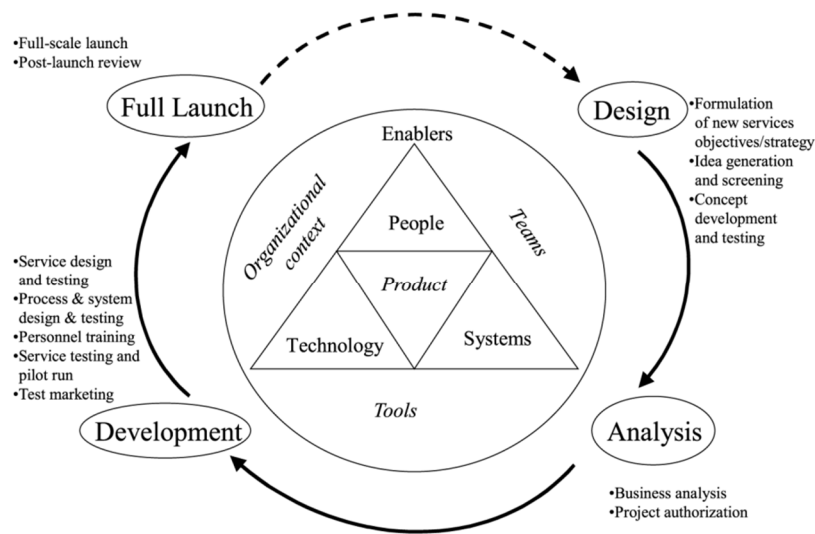 •Full-scale launch
•Post-launch review
Full Launch
Design
•Formulation
of new services
objectives/strategy
•Idea generation
and screening
•Concept
development
and testing
Enablers
Organizational
context
Teams
People
Product
Technology
Systems
Tools
•Service design
and testing
•Process & system
design & testing
•Personnel training
•Service testing and
pilot run
•Test marketing
Development
Analysis
•Business analysis
•Project authorization